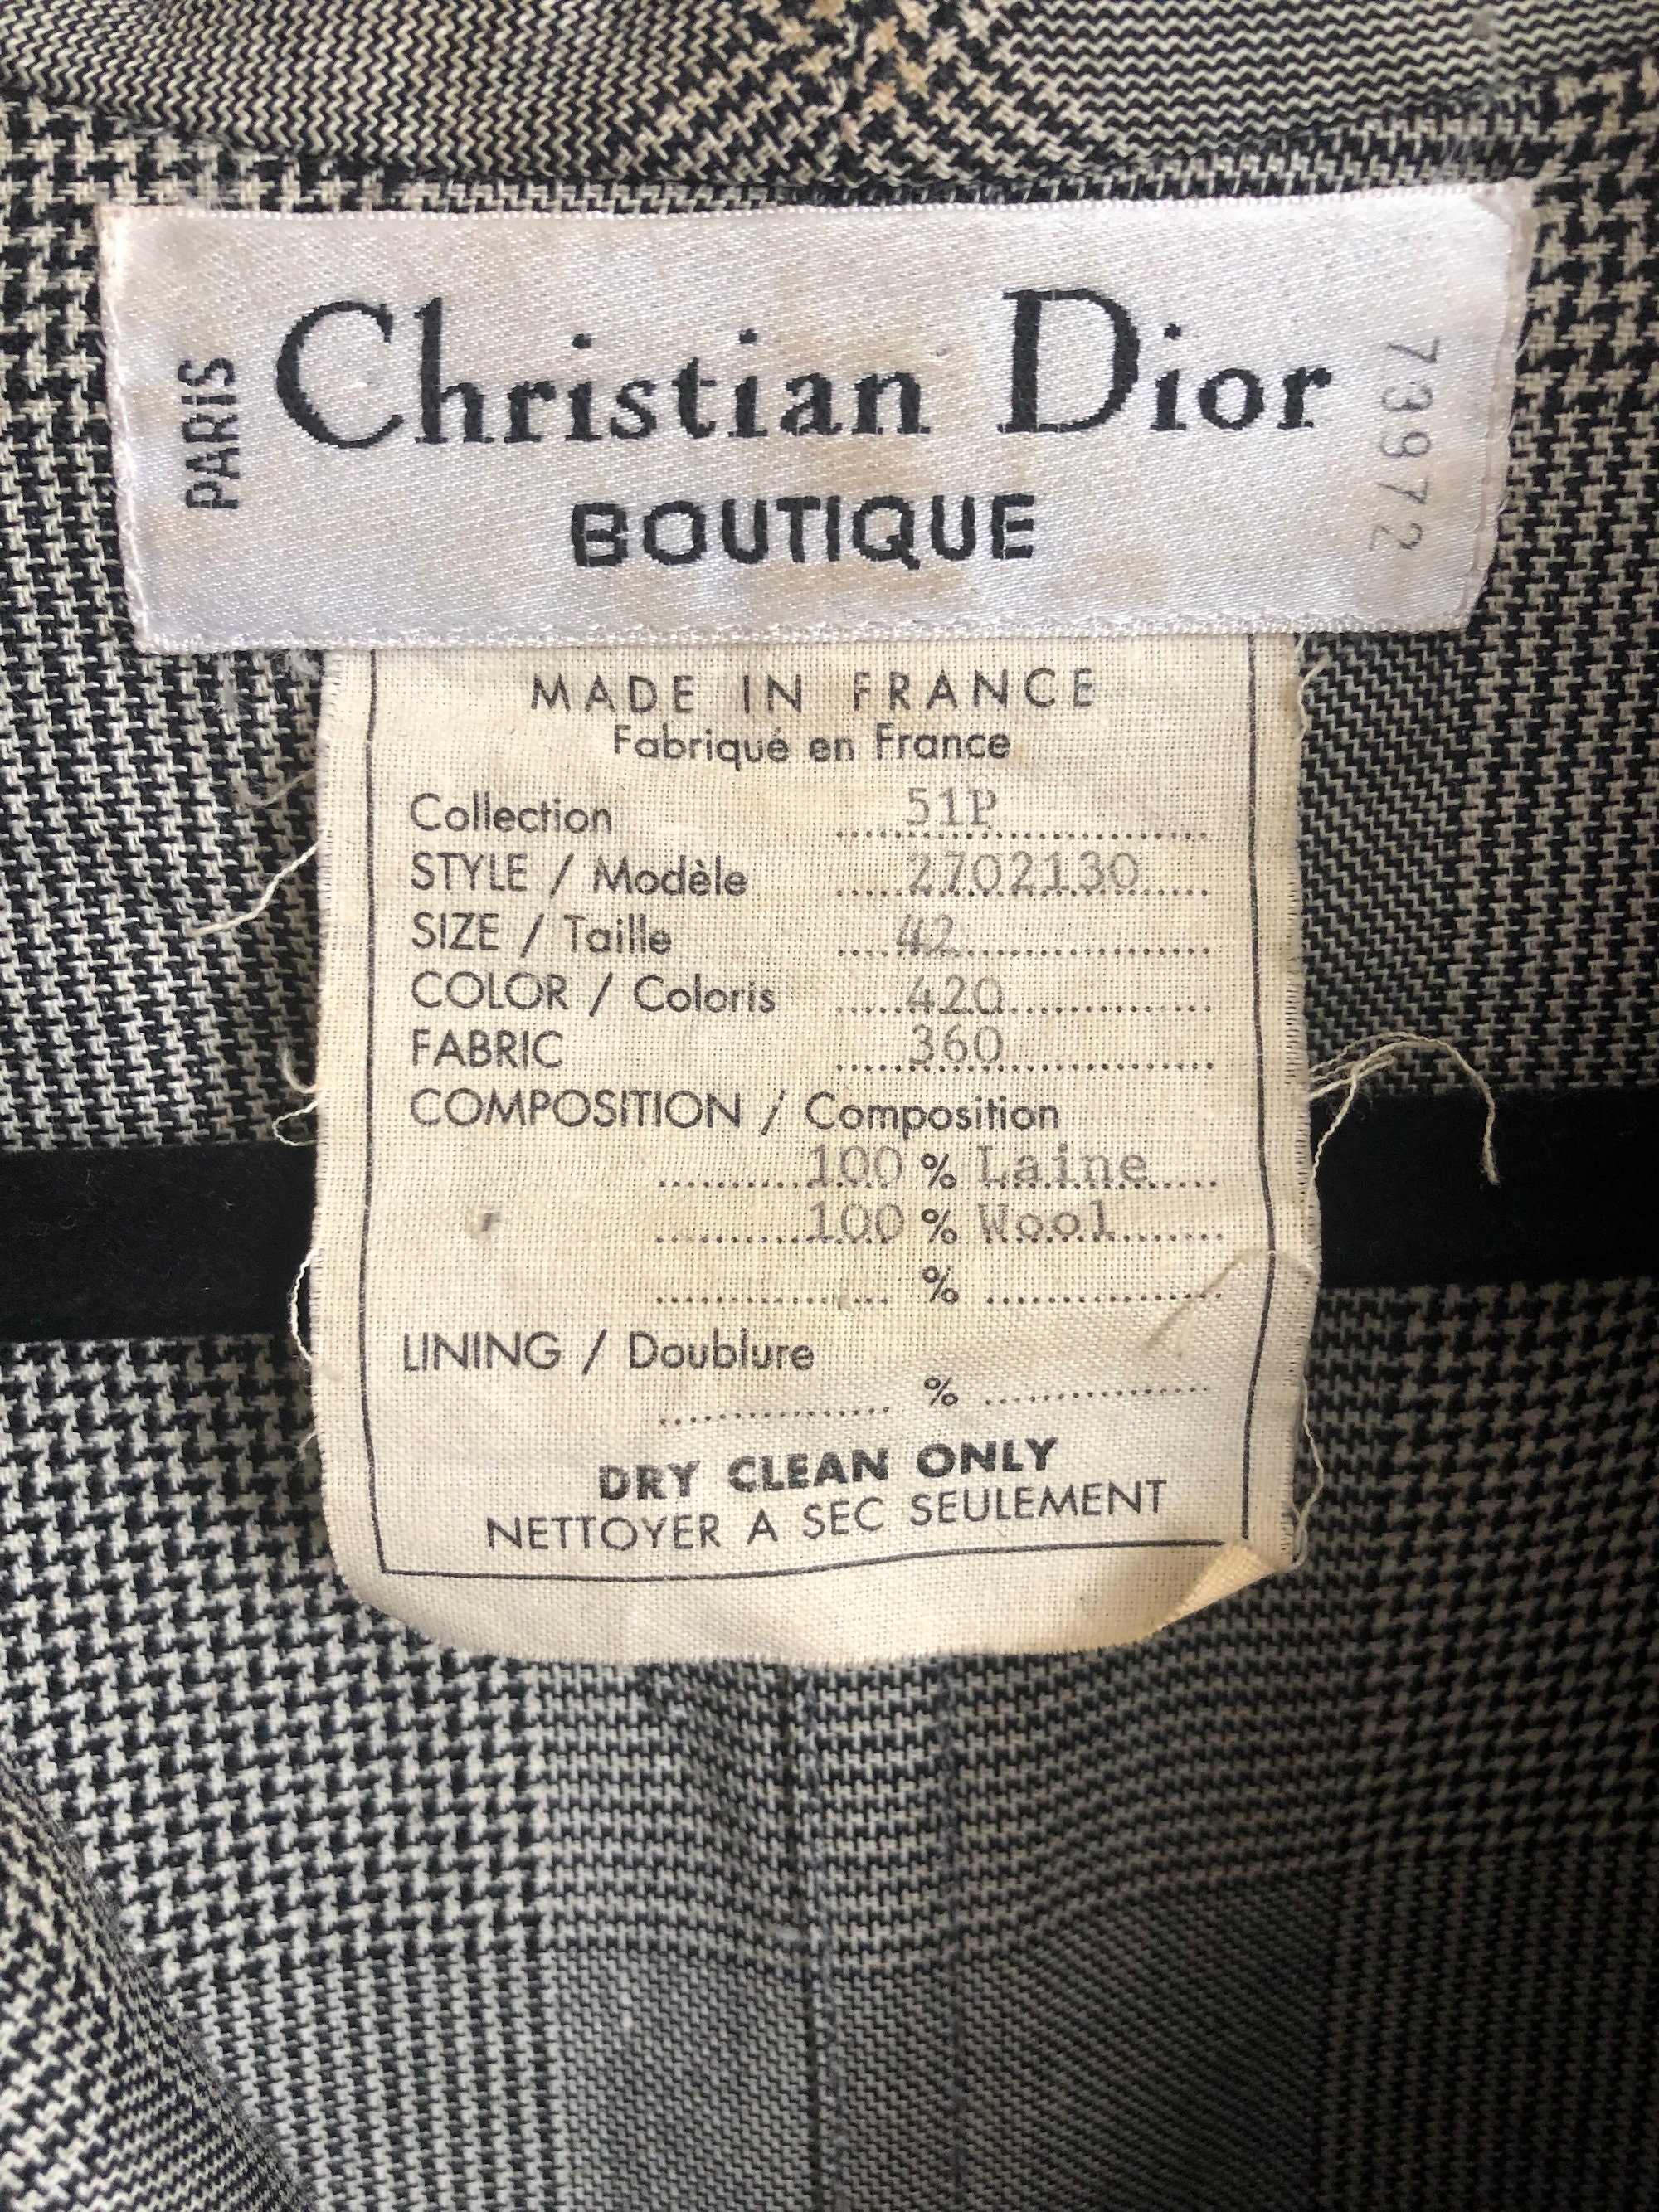 PARIS
Christian Dior
BOUTIQUE
73972
MADE IN FRANCE
Fabriqué en France
Collection 51P
STYLE / Modèle 2702130
SIZE / Taille 42
COLOR / Coloris 420
FABRIC 360
COMPOSITION / Composition
100 % Laine
100 % Wool
%
LINING / Doublure
%
DRY CLEAN ONLY
NETTOYER A SEC SEULEMENT